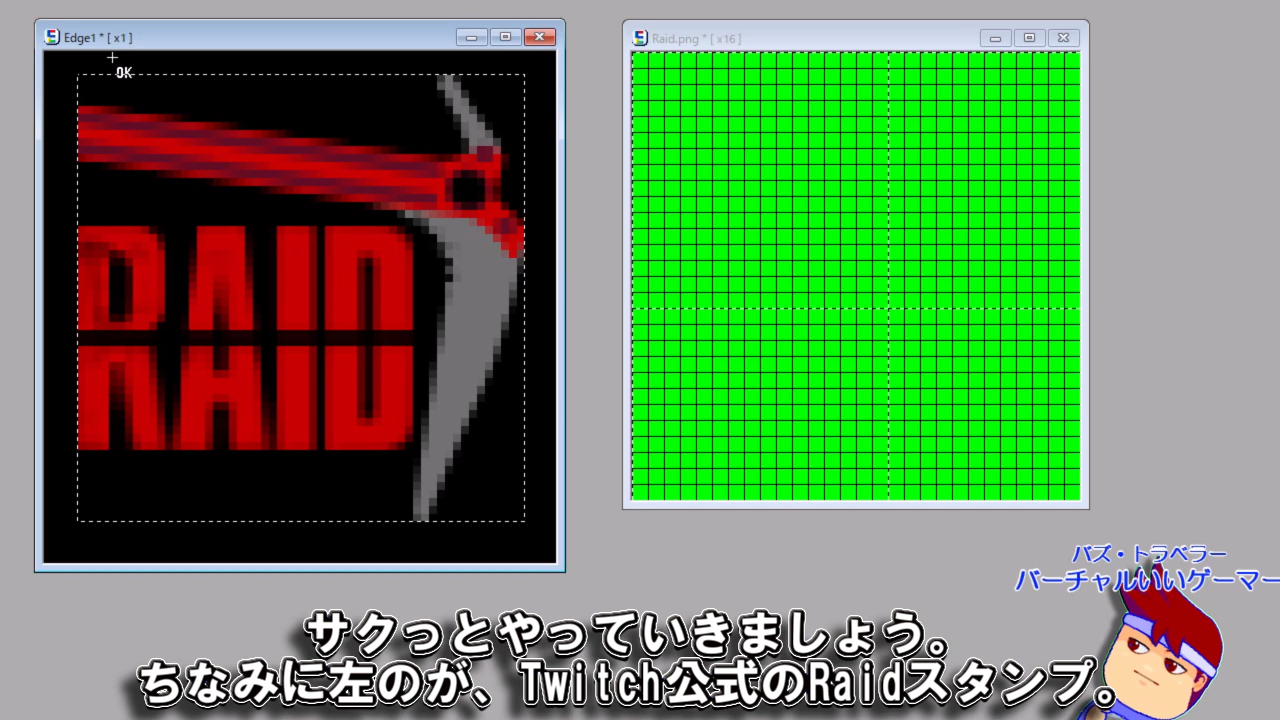 Edge1 * [ x1 ]
Raid.png * [ x16 ]
OK
RAID
RAID
バズ・トラベラー
バーチャルいいゲーマー
サクっとやっていきましょう。
ちなみに左のが、Twitch公式のRaidスタンプ。